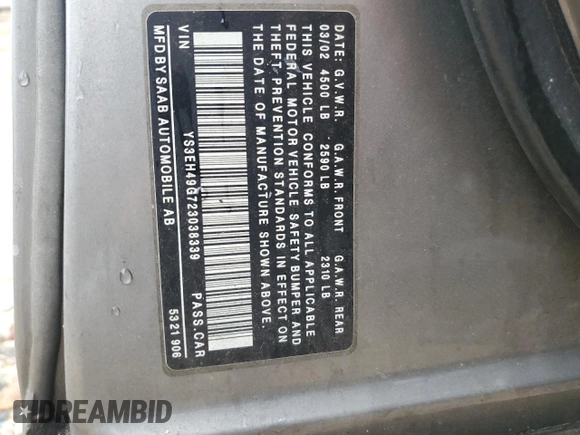 DATE: G.V.W.R. G.A.W.R. FRONT G.A.W.R. REAR
03/02 4500 LB 2590 LB 2310 LB
THIS VEHICLE CONFORMS TO ALL APPLICABLE
FEDERAL MOTOR VEHICLE SAFETY BUMPER AND
THEFT PREVENTION STANDARDS IN EFFECT ON
THE DATE OF MANUFACTURE SHOWN ABOVE.
YS3EH49G723038339
VIN PASS.CAR
MFD BY SAAB AUTOMOBILE AB 5321906
DREAMBID